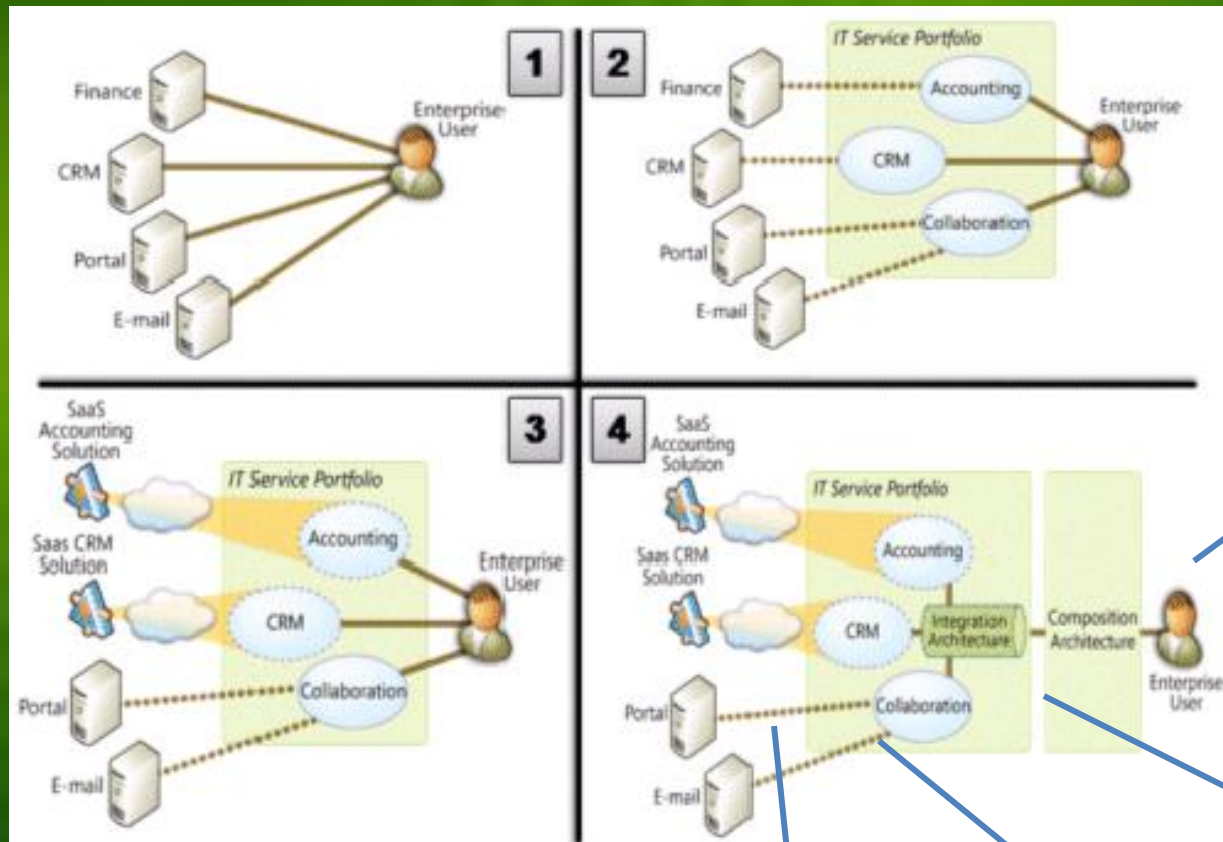 1
Finance
CRM
Portal
E-mail
Enterprise
User
2
IT Service Portfolio
Finance
CRM
Portal
E-mail
Accounting
CRM
Collaboration
Enterprise
User
3
SaaS
Accounting
Solution
Saas CRM
Solution
Portal
E-mail
IT Service Portfolio
Accounting
CRM
Collaboration
Enterprise
User
4
SaaS
Accounting
Solution
Saas CRM
Solution
Portal
E-mail
IT Service Portfolio
Accounting
CRM
Collaboration
Integration
Architecture
Composition
Architecture
Enterprise
User